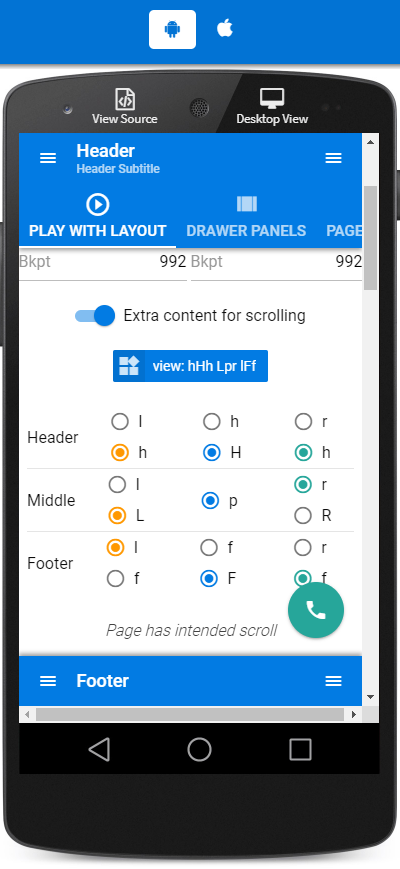 View Source Desktop View
Header
Header Subtitle
PLAY WITH LAYOUT DRAWER PANELS PAGE
Bkpt 992 Bkpt 992
Extra content for scrolling
view: hHh Lpr lFf
l h r
Header
h H h
l r
Middle p
L R
l f r
Footer
f F f
Page has intended scroll
Footer